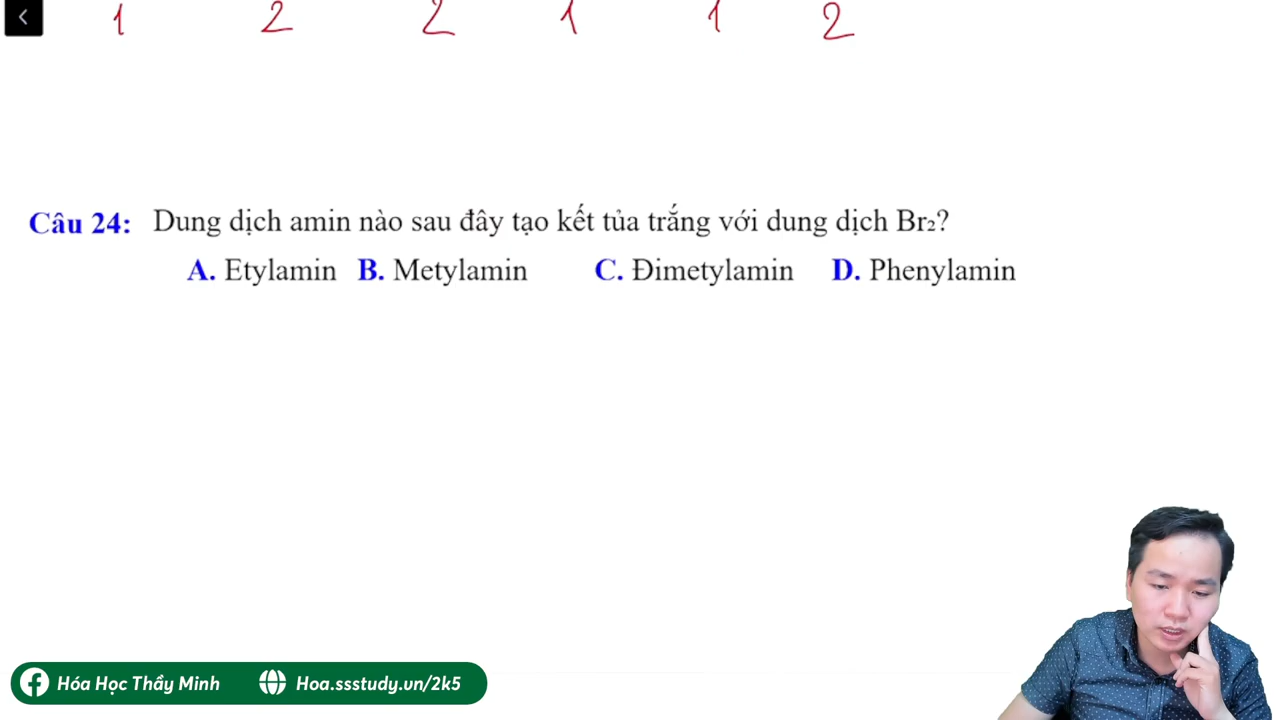 1 2 2 1 1 2
Câu 24: Dung dịch amin nào sau đây tạo kết tủa trắng với dung dịch Br₂?
A. Etylamin B. Metylamin C. Đimetylamin D. Phenylamin
Hóa Học Thầy Minh Hoa.ssstudy.vn/2k5